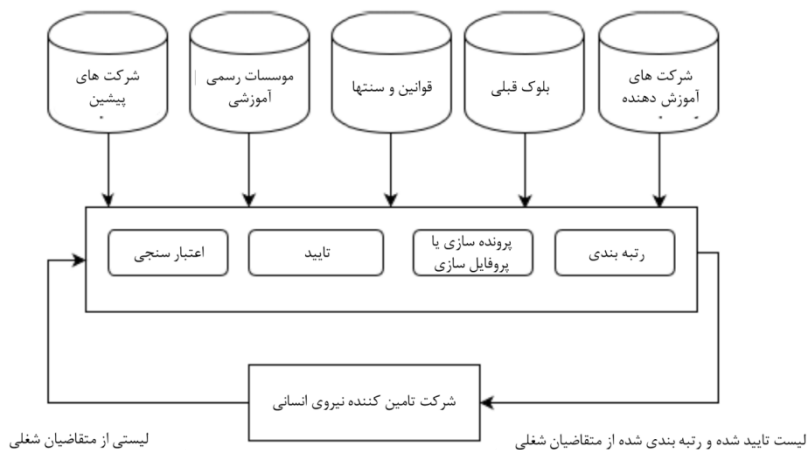 شرکت های
آموزش دهنده
بلوک قبلی
قوانین و سنتها
موسسات رسمی
آموزشی
شرکت های
پیشین
رتبه بندی
پرونده سازی یا
پروفایل سازی
تایید
اعتبار سنجی
شرکت تامین کننده نیروی انسانی
لیست تایید شده و رتبه بندی شده از متقاضیان شغلی
لیستی از متقاضیان شغلی